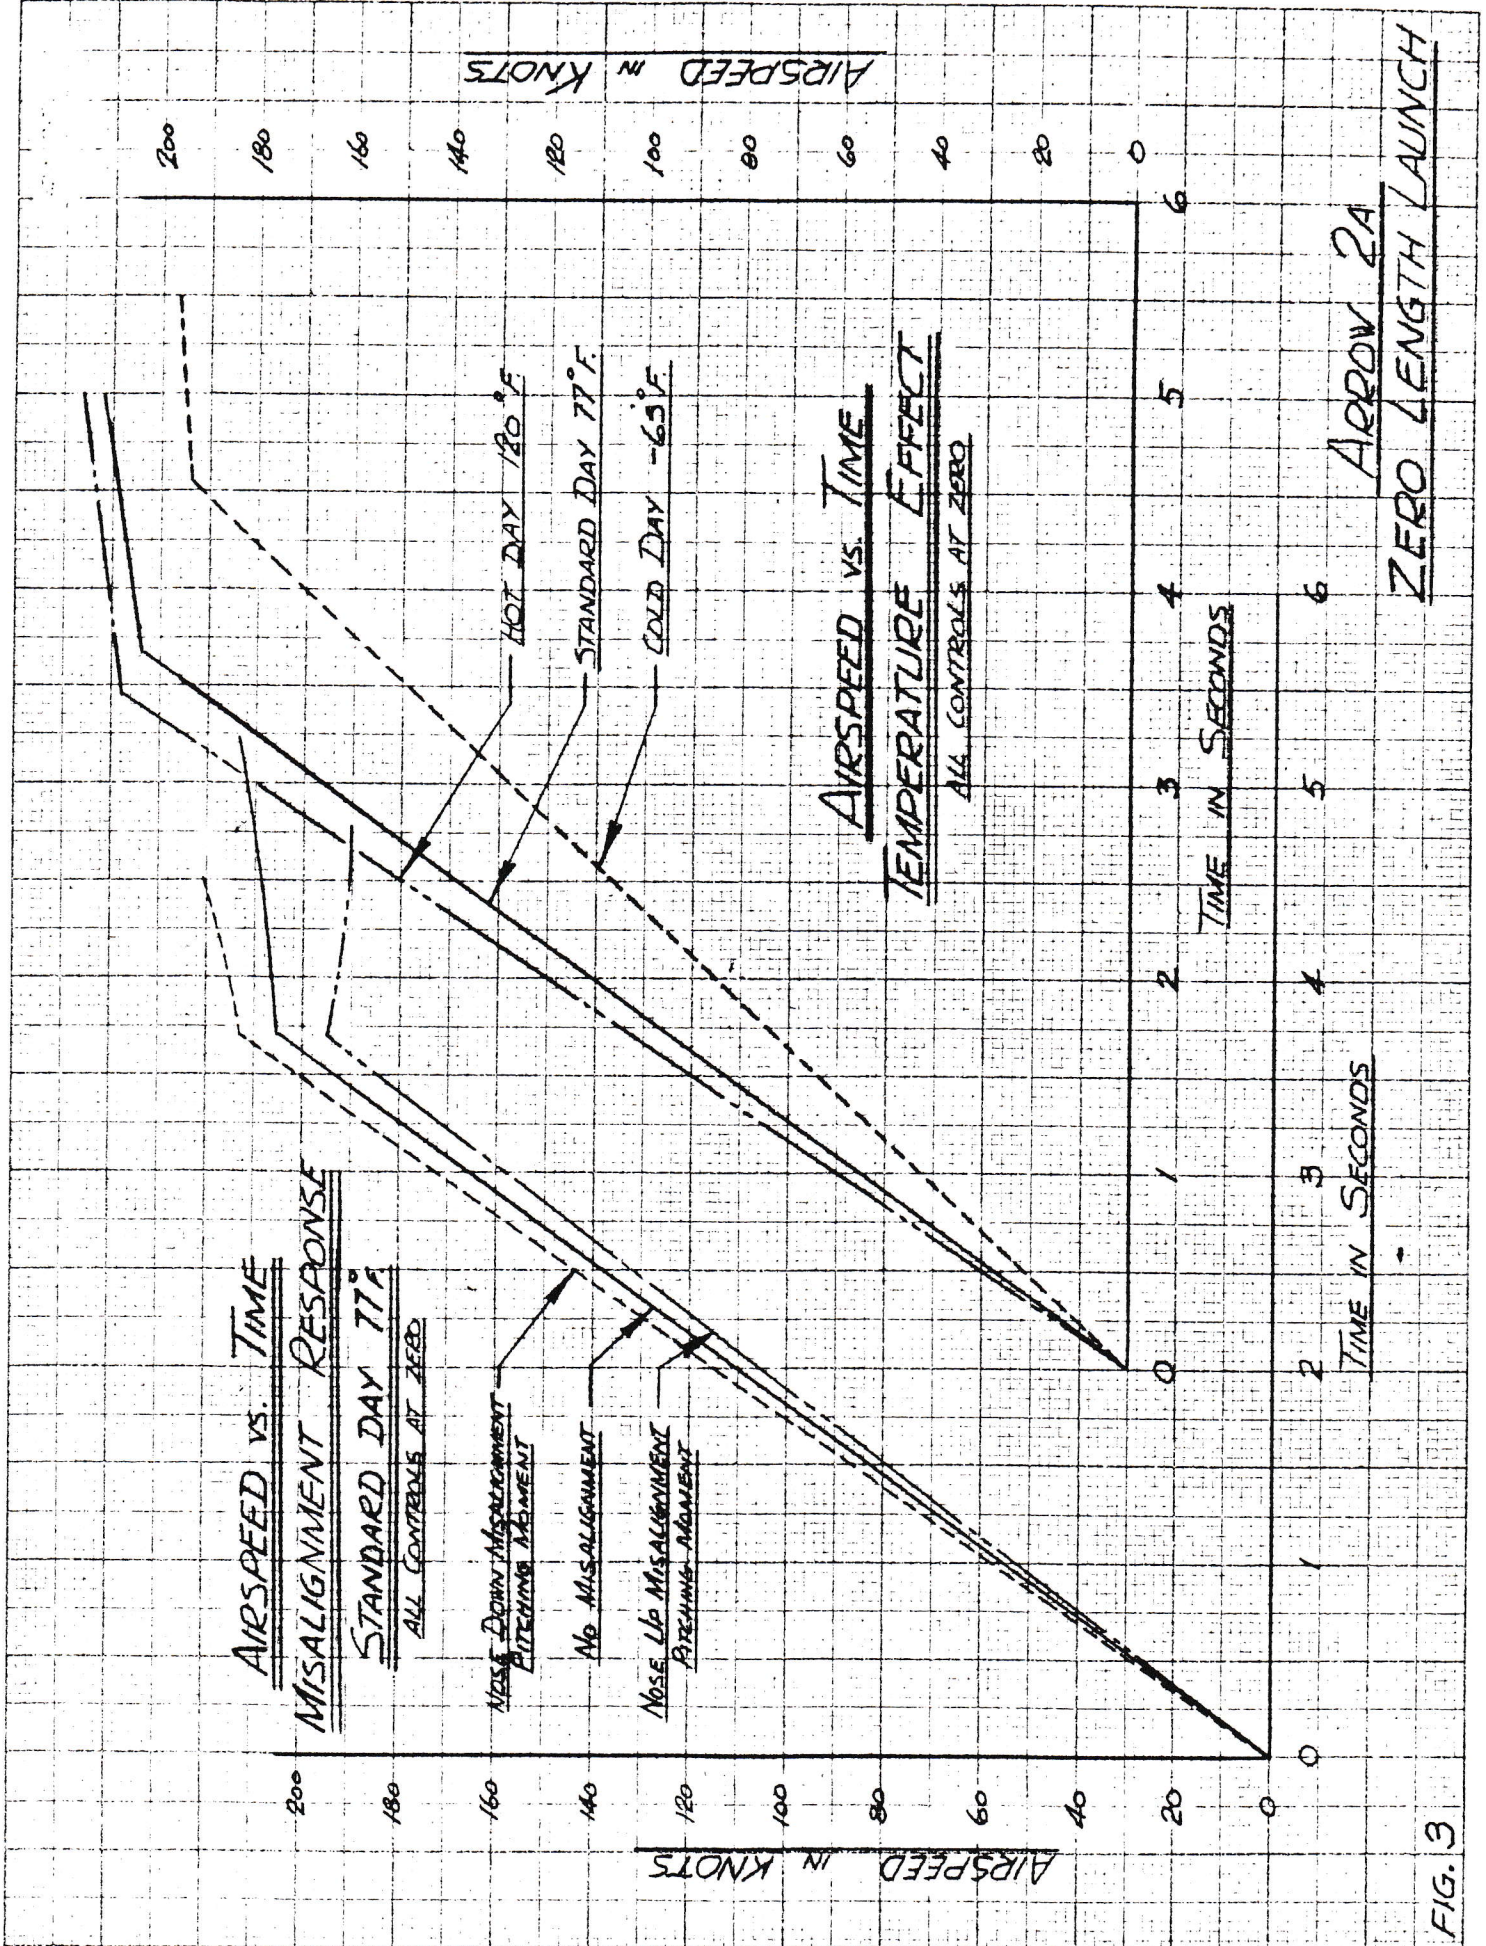 AIRSPEED VS. TIME
MISALIGNMENT RESPONSE
STANDARD DAY 77°F.
ALL CONTROLS AT ZERO
NOSE DOWN MISALIGNMENT
PITCHING MOMENT
NO MISALIGNMENT
NOSE UP MISALIGNMENT
PITCHING MOMENT
AIRSPEED IN KNOTS
200
180
160
140
120
100
80
60
40
20
0
0 1 2 3 4 5 6
TIME IN SECONDS
HOT DAY 120°F.
STANDARD DAY 77°F.
COLD DAY -65°F.
AIRSPEED VS. TIME
TEMPERATURE EFFECT
ALL CONTROLS AT ZERO
AIRSPEED IN KNOTS
200
180
160
140
120
100
80
60
40
20
0
0 1 2 3 4 5 6
TIME IN SECONDS
ARROW 2A
ZERO LENGTH LAUNCH
FIG. 3